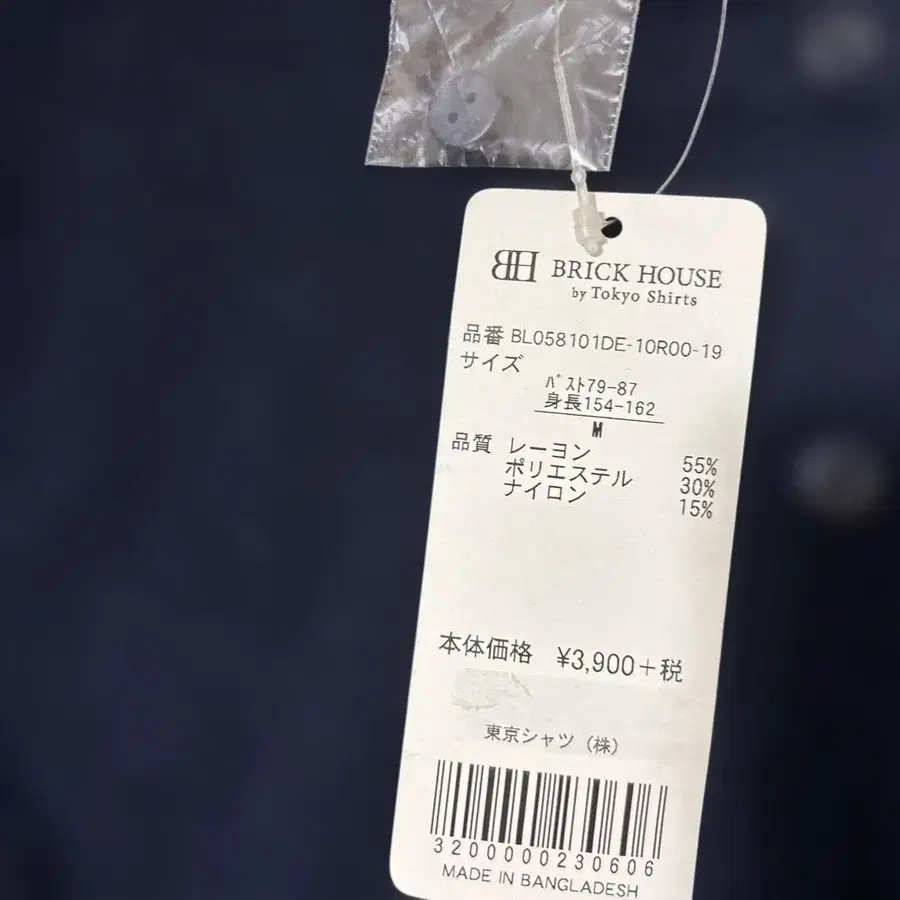 BH BRICK HOUSE
by Tokyo Shirts
品番 BL058101DE-10R00-19
サイズ
ﾊﾞｽﾄ79-87
身長154-162
M
品質 レーヨン 55%
ポリエステル 30%
ナイロン 15%
本体価格 ¥3,900+税
東京シャツ（株）
3200000230606
MADE IN BANGLADESH